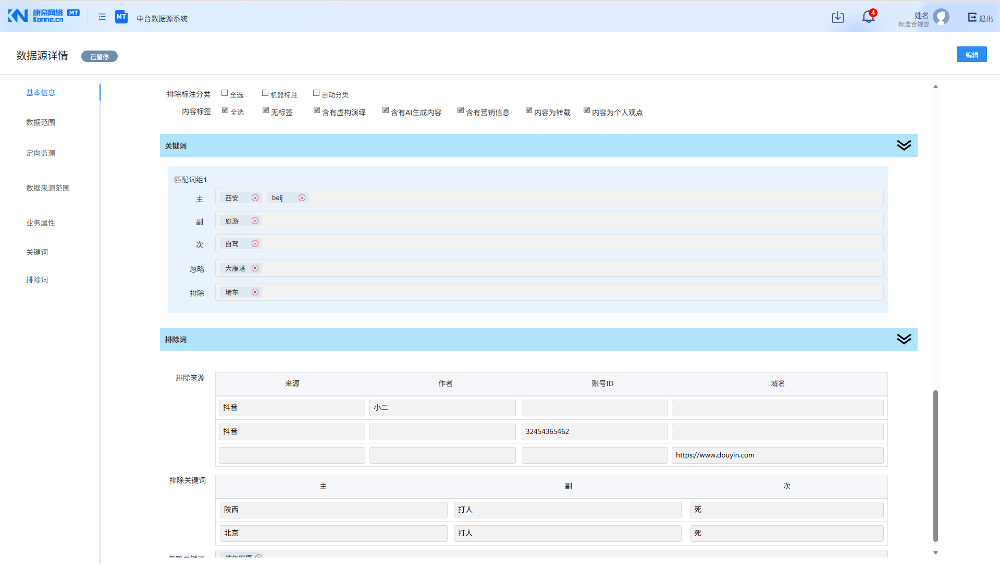 康奈网络 MT
Konne.cn
MT
中台数据源系统
4
姓名
标准合规部
退出
数据源详情
已暂停
编辑
基本信息
数据范围
定向监测
数据来源范围
业务属性
关键词
排除词
排除标注分类 全选 机器标注 自动分类
内容标签 全选 无标签 含有虚构演绎 含有AI生成内容 含有营销信息 内容为转载 内容为个人观点
关键词
匹配词组1
主 西安 beij
副 旅游
次 自驾
忽略 大雁塔
排除 堵车
排除词
排除来源 来源 作者 账号ID 域名
抖音 小二
抖音 32454365462
https://www.douyin.com
排除关键词 主 副 次
陕西 打人 死
北京 打人 死
忽略关键词 端午安康